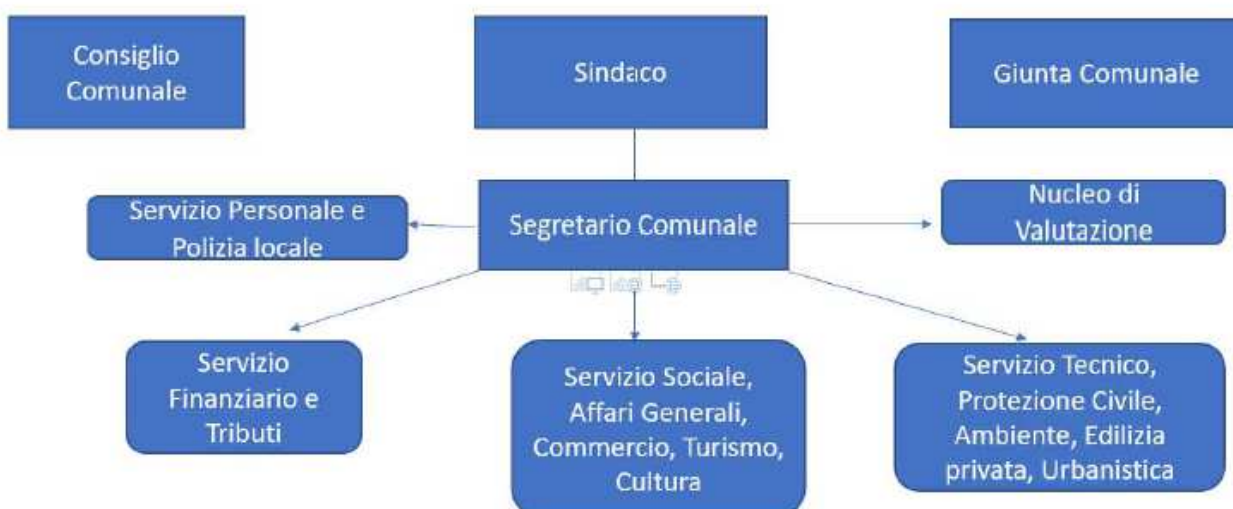 Consiglio
Comunale
Sindaco
Giunta Comunale
Servizio Personale e
Polizia locale
Segretario Comunale
Nucleo di
Valutazione
Servizio
Finanziario e
Tributi
Servizio Sociale,
Affari Generali,
Commercio, Turismo,
Cultura
Servizio Tecnico,
Protezione Civile,
Ambiente, Edilizia
privata, Urbanistica